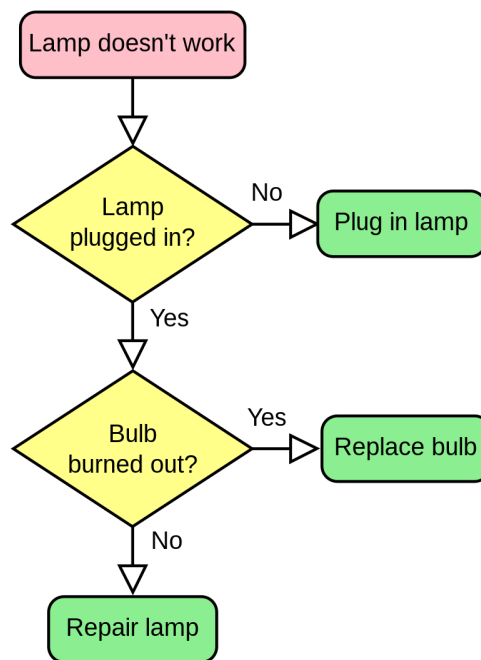 Lamp doesn't work
Lamp
plugged in?
No
Plug in lamp
Yes
Bulb
burned out?
Yes
Replace bulb
No
Repair lamp